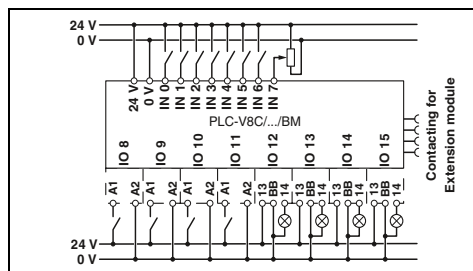 24 V
0 V
24 V
0 V
IN 0
IN 1
IN 2
IN 3
IN 4
IN 5
IN 6
IN 7
PLC-V8C/.../BM
IO 8
IO 9
IO 10
IO 11
IO 12
IO 13
IO 14
IO 15
Contacting for
Extension module
A1
A2
A1
A2
A1
A2
A1
A2
13
BB
14
13
BB
14
13
BB
14
13
BB
14
24 V
0 V